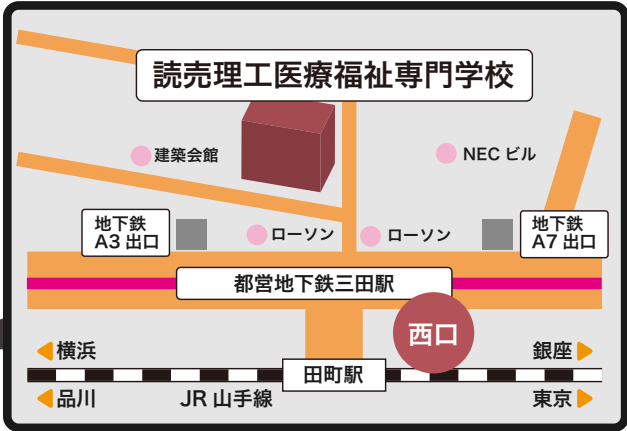 読売理工医療福祉専門学校
建築会館
NEC ビル
地下鉄
A3 出口
ローソン
ローソン
地下鉄
A7 出口
都営地下鉄三田駅
西口
横浜
銀座
田町駅
品川
JR 山手線
東京